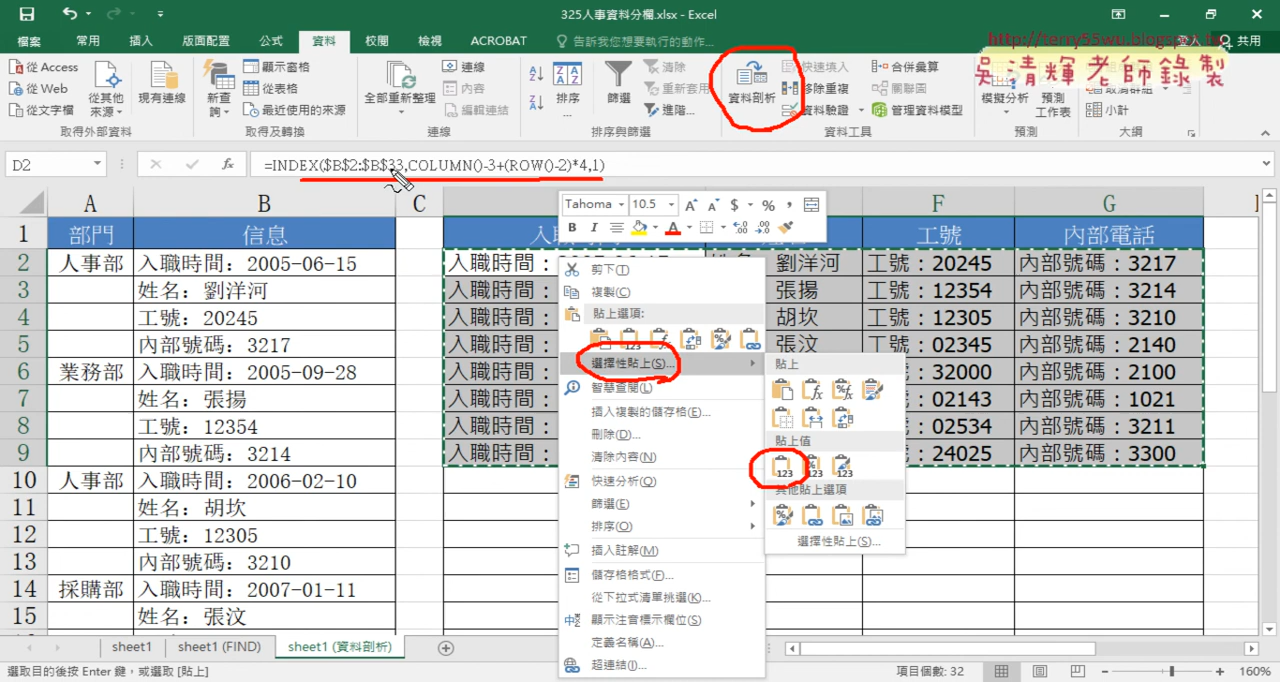 325人事資料分欄.xlsx - Excel
檔案 常用 插入 版面配置 公式 資料 校閱 檢視 ACROBAT 告訴我您想要執行的動作... 登入 共用
http://terry55wu.blogspot.tw
吳清輝老師錄製
從 Access
從 Web
從文字檔
從其他來源
現有連線
新查詢
顯示查詢
從表格
最近使用的來源
全部重新整理
連線
內容
編輯連結
排序
篩選
清除
重新套用
進階...
資料剖析
快速填入
移除重複
資料驗證
合併彙算
關聯圖
管理資料模型
模擬分析
預測工作表
取消群組
小計
取得外部資料 取得及轉換 連線 排序與篩選 資料工具 預測 大綱
D2 fx =INDEX($B$2:$B$33,COLUMN()-3+(ROW()-2)*4,1)
Tahoma 10.5 A A $ % ,
B I A
A B C F G
1 部門 信息 工號 內部電話
2 人事部 入職時間：2005-06-15 入職時間： 劉洋河 工號：20245 內部號碼：3217
3 姓名：劉洋河 入職時間： 張揚 工號：12354 內部號碼：3214
4 工號：20245 入職時間： 胡坎 工號：12305 內部號碼：3210
5 內部號碼：3217 入職時間： 張汶 工號：02345 內部號碼：2140
6 業務部 入職時間：2005-09-28 入職時間： ：32000 內部號碼：2100
7 姓名：張揚 入職時間： ：02143 內部號碼：1021
8 工號：12354 入職時間： ：02534 內部號碼：3211
9 內部號碼：3214 入職時間： ：24025 內部號碼：3300
10 人事部 入職時間：2006-02-10
11 姓名：胡坎
12 工號：12305
13 內部號碼：3210
14 採購部 入職時間：2007-01-11
15 姓名：張汶
剪下(T)
複製(C)
貼上選項:
選擇性貼上(S)...
智慧查閱(L)
插入複製的儲存格(E)...
刪除(D)...
清除內容(N)
快速分析(Q)
篩選(E)
排序(O)
插入註解(M)
儲存格格式(F)...
從下拉式清單挑選(K)...
顯示注音標示欄位(S)
定義名稱(A)...
超連結(I)...
貼上
貼上值
其他貼上選項
選擇性貼上(S)...
sheet1 sheet1 (FIND) sheet1 (資料剖析)
選取目的後按 Enter 鍵，或選取 [貼上] 項目個數: 32 160%